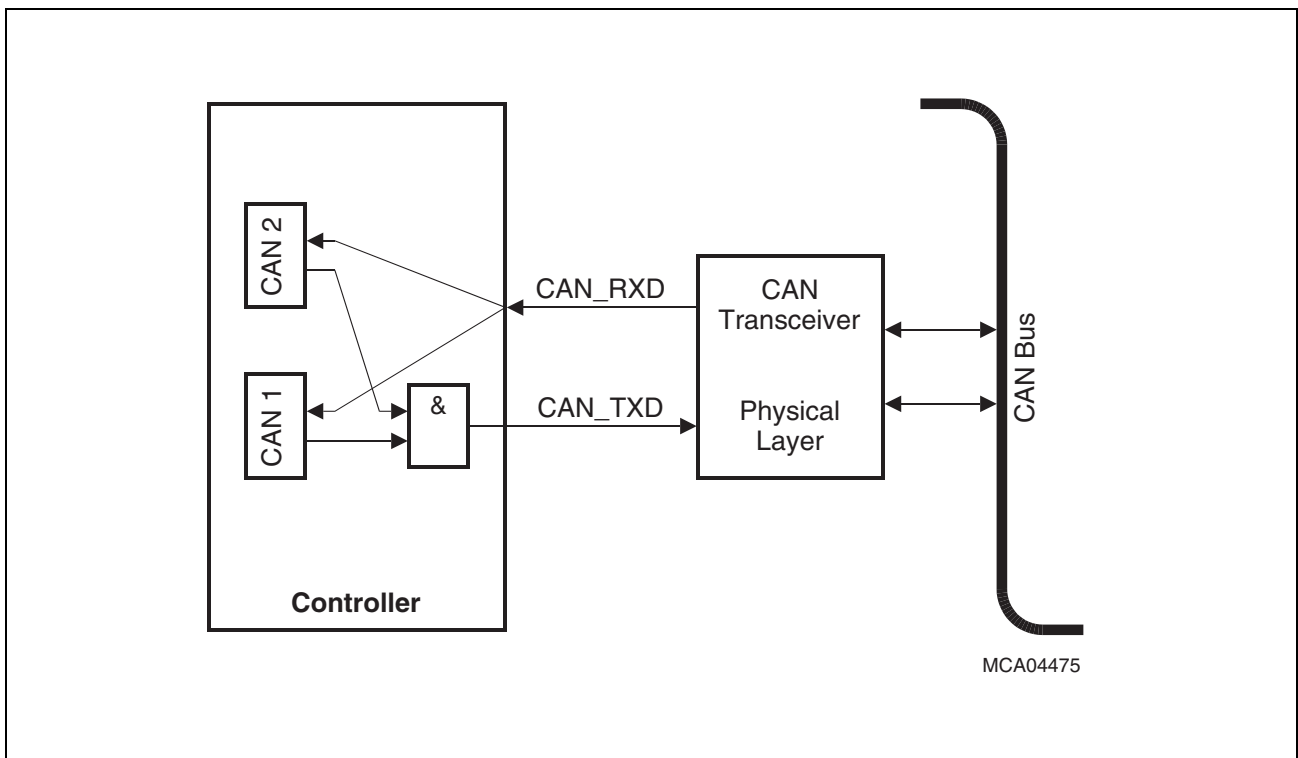 CAN 2
CAN 1
&
Controller
CAN_RXD
CAN_TXD
CAN
Transceiver
Physical
Layer
CAN Bus
MCA04475